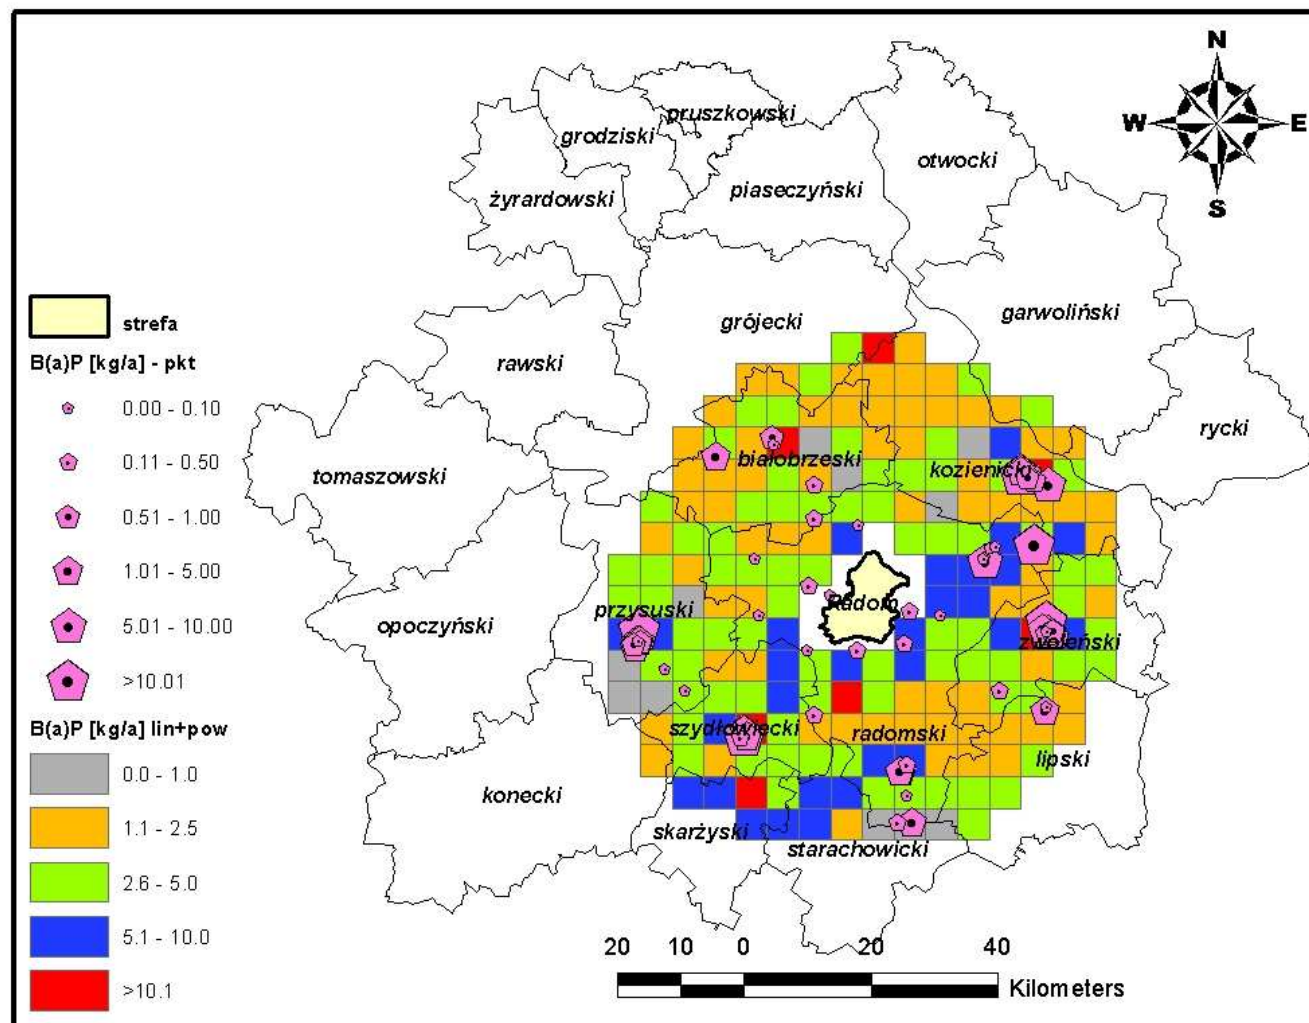 N
W E
S
pruszkowski
grodziski
otwocki
piaseczyński
żyrardowski
garwoliński
grójecki
rawski
rycki
białobrzeski
kozienicki
tomaszowski
Radom
przysuski
opoczyński
zwoleński
szydłowiecki
radomski
lipski
konecki
skarżyski
starachowicki
strefa
B(a)P [kg/a] - pkt
0.00 - 0.10
0.11 - 0.50
0.51 - 1.00
1.01 - 5.00
5.01 - 10.00
>10.01
B(a)P [kg/a] lin+pow
0.0 - 1.0
1.1 - 2.5
2.6 - 5.0
5.1 - 10.0
>10.1
20 10 0 20 40
Kilometers